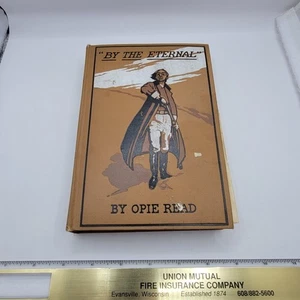 "BY THE ETERNAL"
BY OPIE READ
UNION MUTUAL
FIRE INSURANCE COMPANY
Evansville, Wisconsin Established 1874 608/882-5600